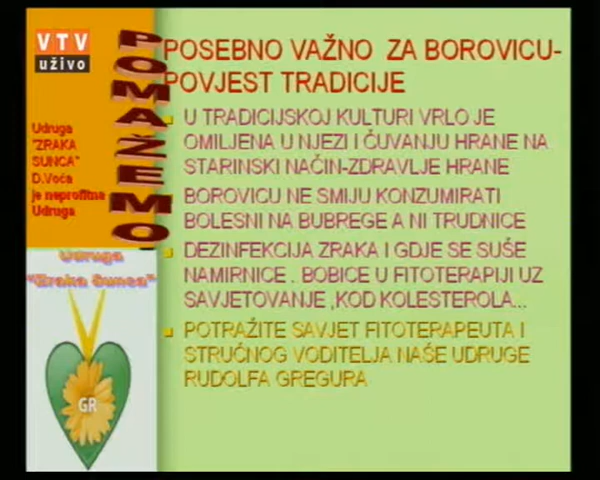 VTV
uživo
POMAŽEMO
Udruga
"ZRAKA
SUNCA"
D.Voća
je neprofitna
Udruga
Udruga
"Zraka Sunca"
GR
POSEBNO VAŽNO ZA BOROVICU-
POVJEST TRADICIJE
U TRADICIJSKOJ KULTURI VRLO JE
OMILJENA U NJEZI I ČUVANJU HRANE NA
STARINSKI NAČIN-ZDRAVLJE HRANE
BOROVICU NE SMIJU KONZUMIRATI
BOLESNI NA BUBREGE A NI TRUDNICE
DEZINFEKCIJA ZRAKA I GDJE SE SUŠE
NAMIRNICE . BOBICE U FITOTERAPIJI UZ
SAVJETOVANJE ,KOD KOLESTEROLA...
POTRAŽITE SAVJET FITOTERAPEUTA I
STRUĆNOG VODITELJA NAŠE UDRUGE
RUDOLFA GREGURA